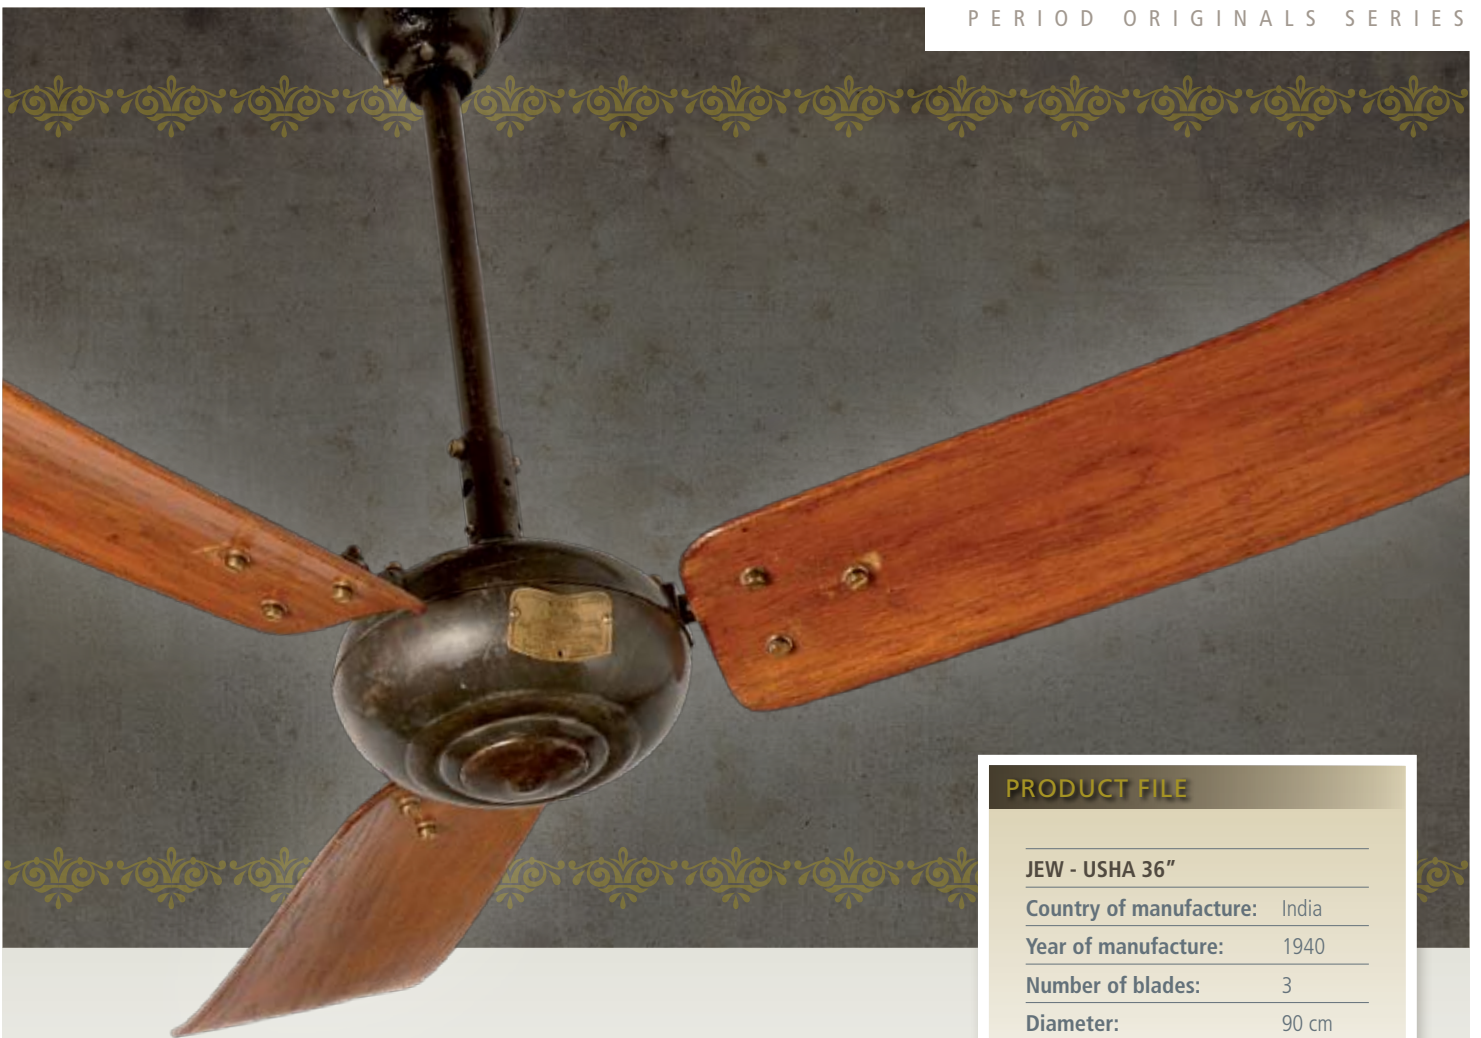 PERIOD ORIGINALS SERIES
PRODUCT FILE
JEW - USHA 36”
Country of manufacture: India
Year of manufacture: 1940
Number of blades: 3
Diameter: 90 cm